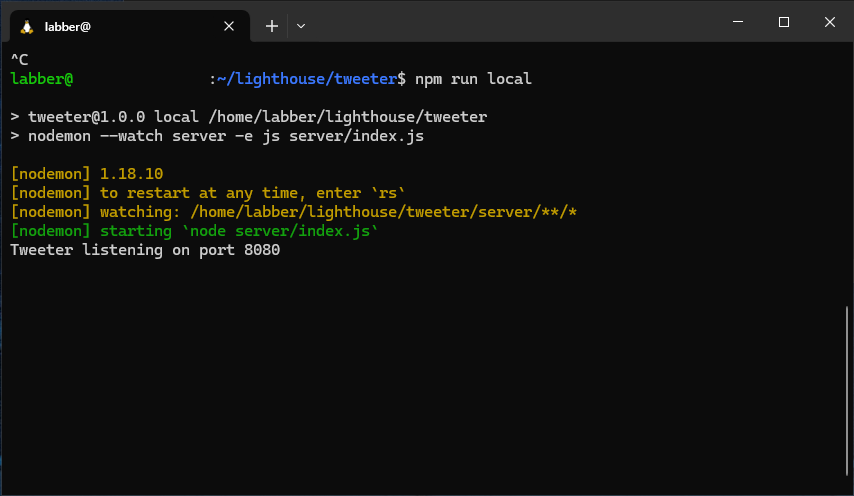 labber@
^C
labber@ :~/lighthouse/tweeter$ npm run local
> tweeter@1.0.0 local /home/labber/lighthouse/tweeter
> nodemon --watch server -e js server/index.js
[nodemon] 1.18.10
[nodemon] to restart at any time, enter `rs`
[nodemon] watching: /home/labber/lighthouse/tweeter/server/**/*
[nodemon] starting `node server/index.js`
Tweeter listening on port 8080